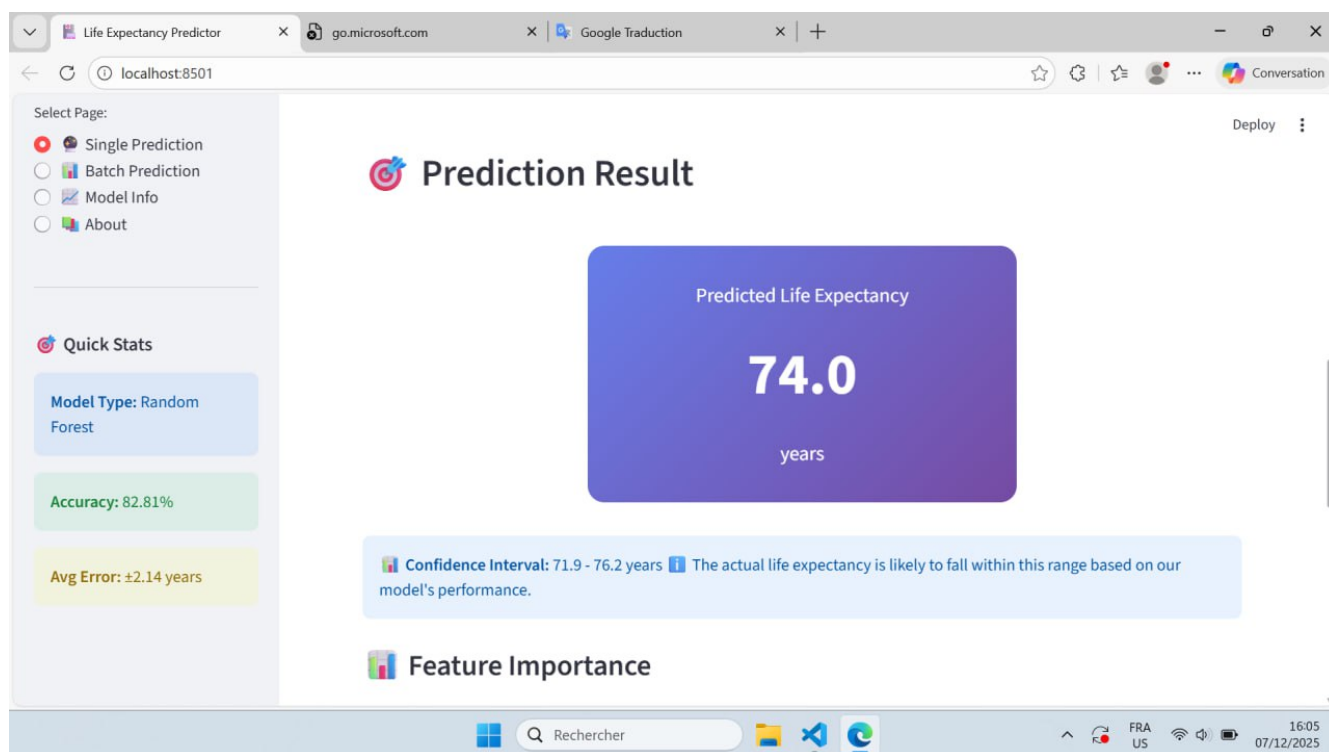 Life Expectancy Predictor
go.microsoft.com
Google Traduction
localhost:8501
Conversation
Select Page:
Single Prediction
Batch Prediction
Model Info
About
Quick Stats
Model Type: Random
Forest
Accuracy: 82.81%
Avg Error: ±2.14 years
Deploy
Prediction Result
Predicted Life Expectancy
74.0
years
Confidence Interval: 71.9 - 76.2 years ℹ️ The actual life expectancy is likely to fall within this range based on our
model's performance.
Feature Importance
Rechercher
FRA
US
16:05
07/12/2025